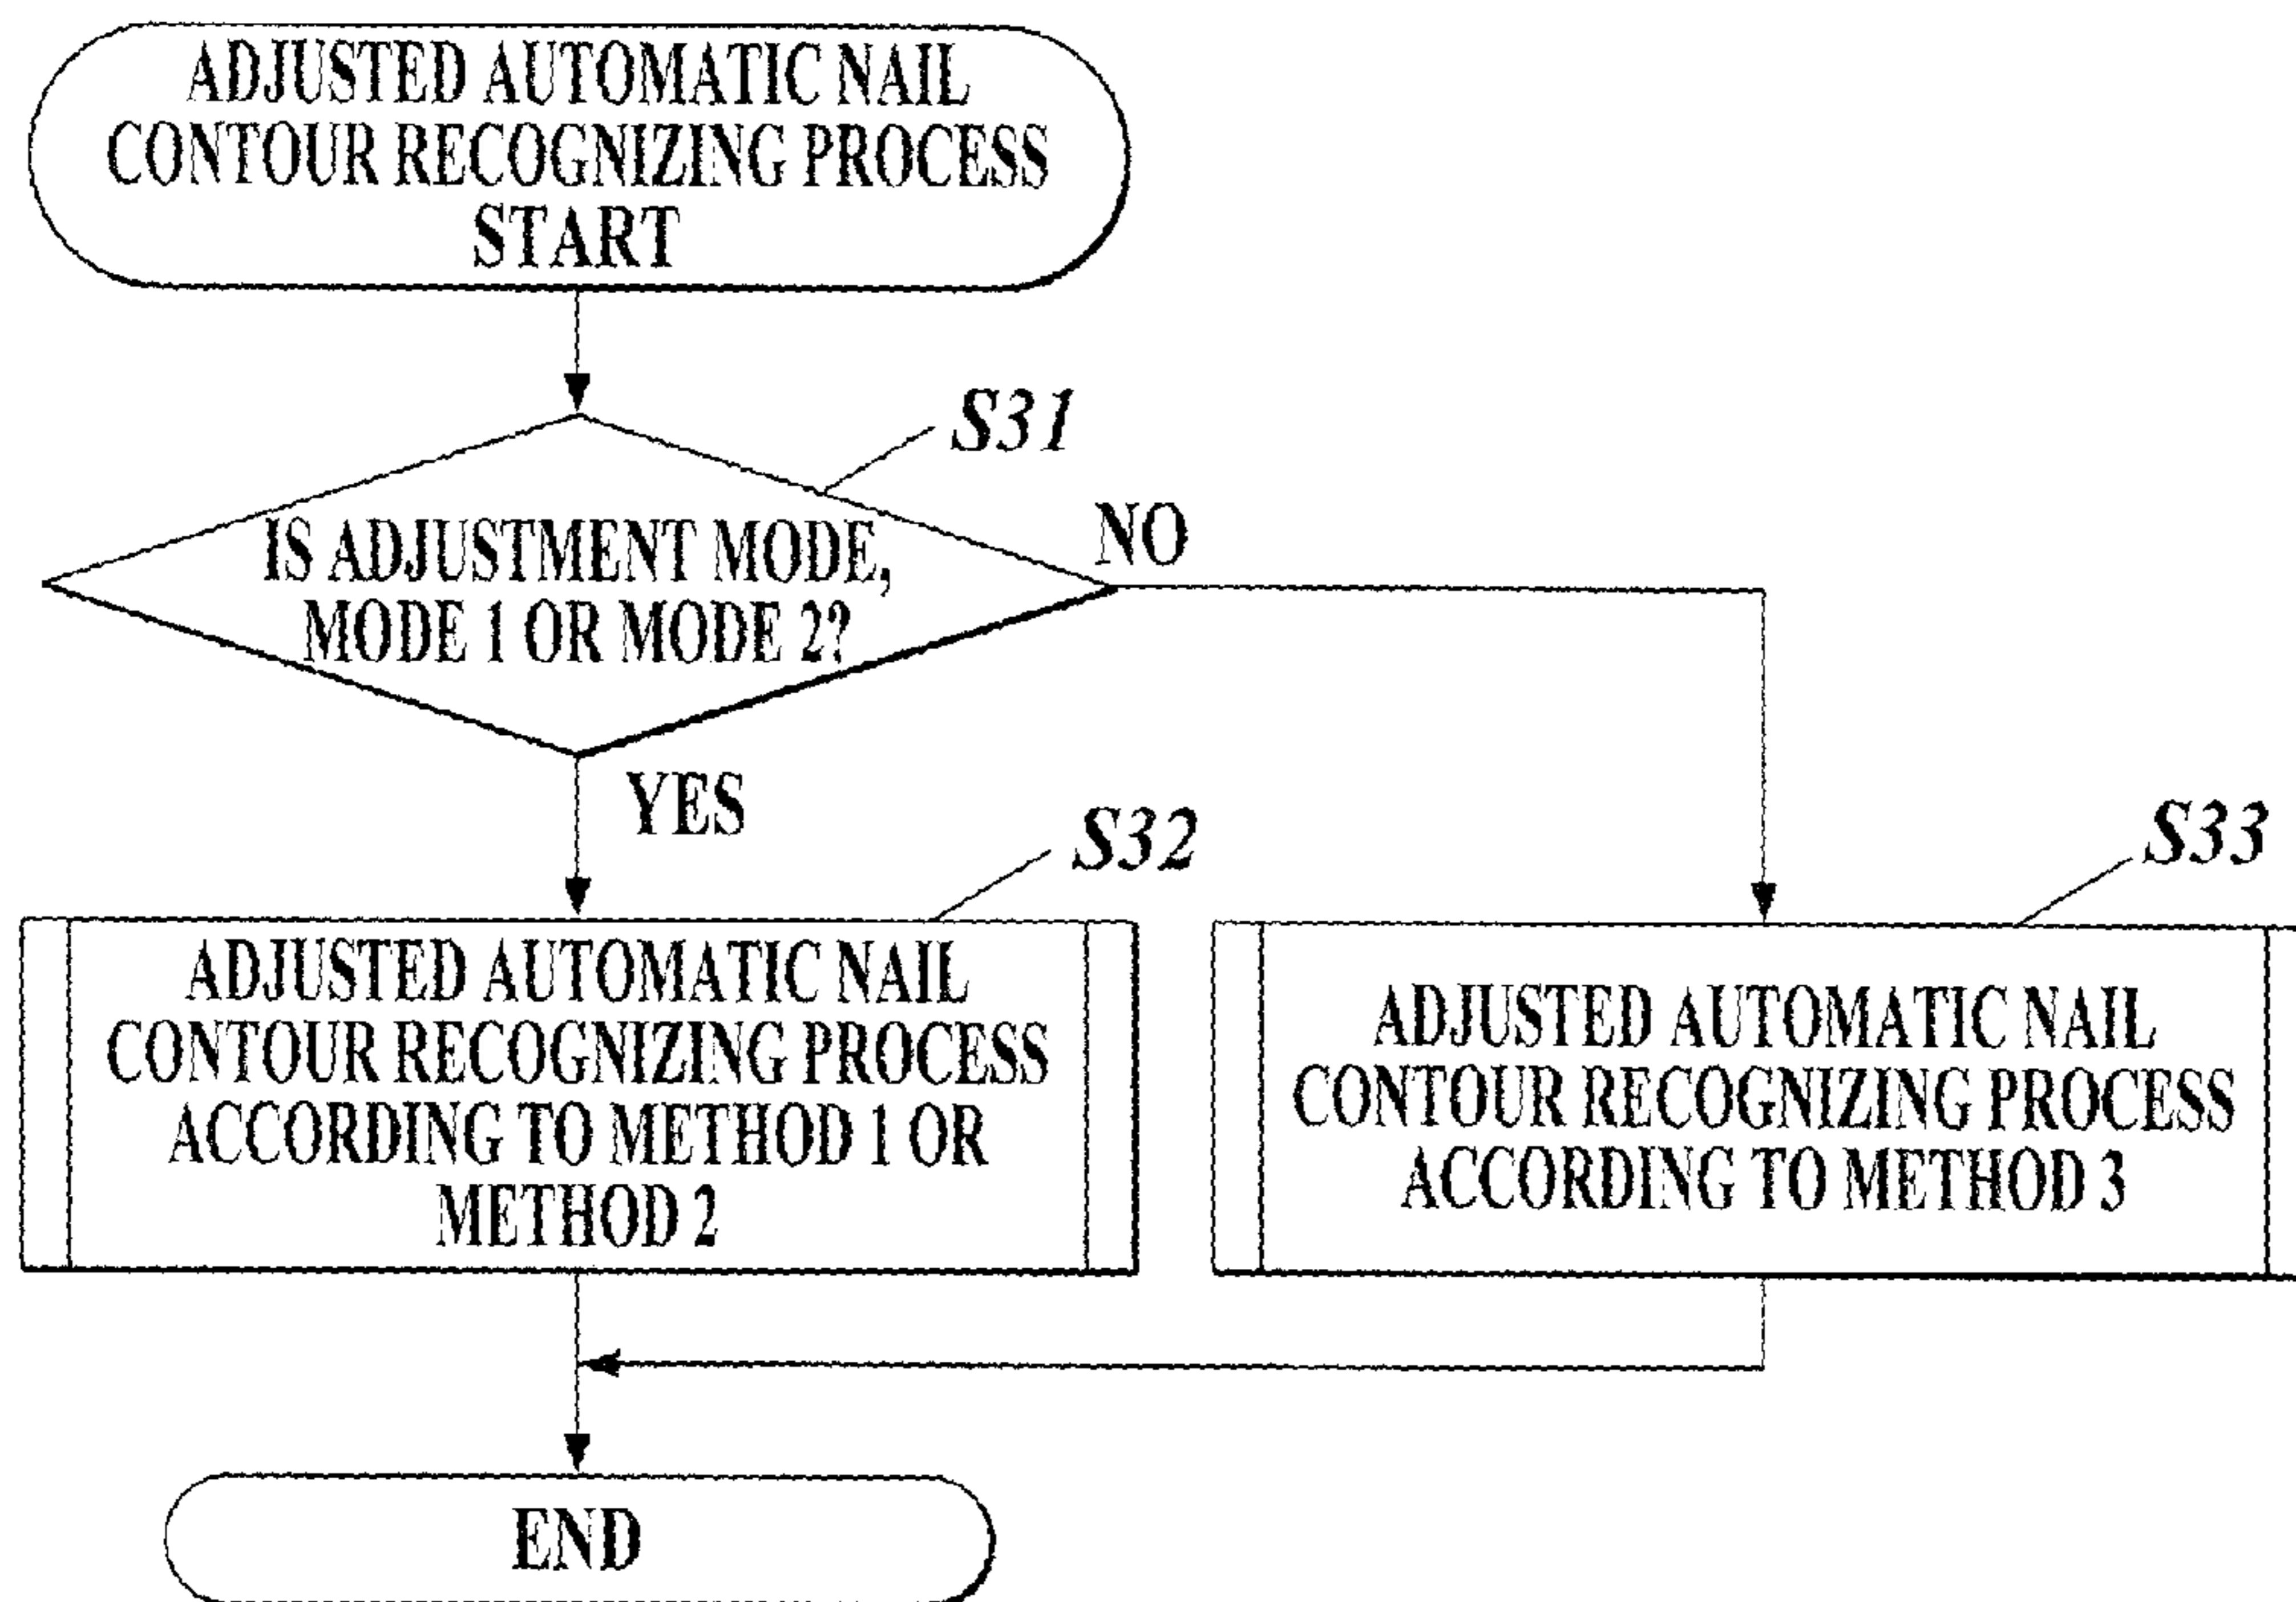 ADJUSTED AUTOMATIC NAIL
CONTOUR RECOGNIZING PROCESS
START
S31
IS ADJUSTMENT MODE,
MODE 1 OR MODE 2?
NO
YES
S32
ADJUSTED AUTOMATIC NAIL
CONTOUR RECOGNIZING PROCESS
ACCORDING TO METHOD 1 OR
METHOD 2
S33
ADJUSTED AUTOMATIC NAIL
CONTOUR RECOGNIZING PROCESS
ACCORDING TO METHOD 3
END